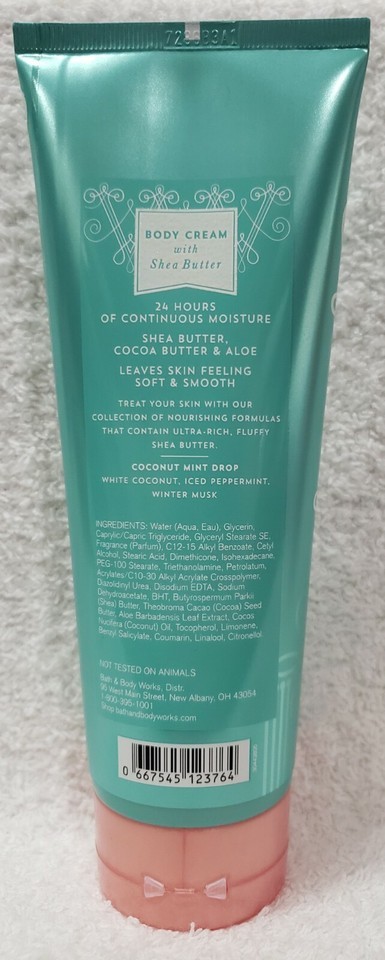 BODY CREAM
with
Shea Butter
24 HOURS
OF CONTINUOUS MOISTURE
SHEA BUTTER,
COCOA BUTTER & ALOE
LEAVES SKIN FEELING
SOFT & SMOOTH
TREAT YOUR SKIN WITH OUR
COLLECTION OF NOURISHING FORMULAS
THAT CONTAIN ULTRA-RICH, FLUFFY
SHEA BUTTER.
COCONUT MINT DROP
WHITE COCONUT, ICED PEPPERMINT,
WINTER MUSK
INGREDIENTS: Water (Aqua, Eau), Glycerin,
Caprylic/Capric Triglyceride, Glyceryl Stearate SE,
Fragrance (Parfum), C12-15 Alkyl Benzoate, Cetyl
Alcohol, Stearic Acid, Dimethicone, Isohexadecane,
PEG-100 Stearate, Triethanolamine, Petrolatum,
Acrylates/C10-30 Alkyl Acrylate Crosspolymer,
Diazolidinyl Urea, Disodium EDTA, Sodium
Dehydroacetate, BHT, Butyrospermum Parkii
(Shea) Butter, Theobroma Cacao (Cocoa) Seed
Butter, Aloe Barbadensis Leaf Extract, Cocos
Nucifera (Coconut) Oil, Tocopherol, Limonene,
Benzyl Salicylate, Coumarin, Linalool, Citronellol.
NOT TESTED ON ANIMALS
Bath & Body Works, Distr.
95 West Main Street, New Albany, OH 43054
1-800-395-1001
Shop bathandbodyworks.com
0 667545 123764